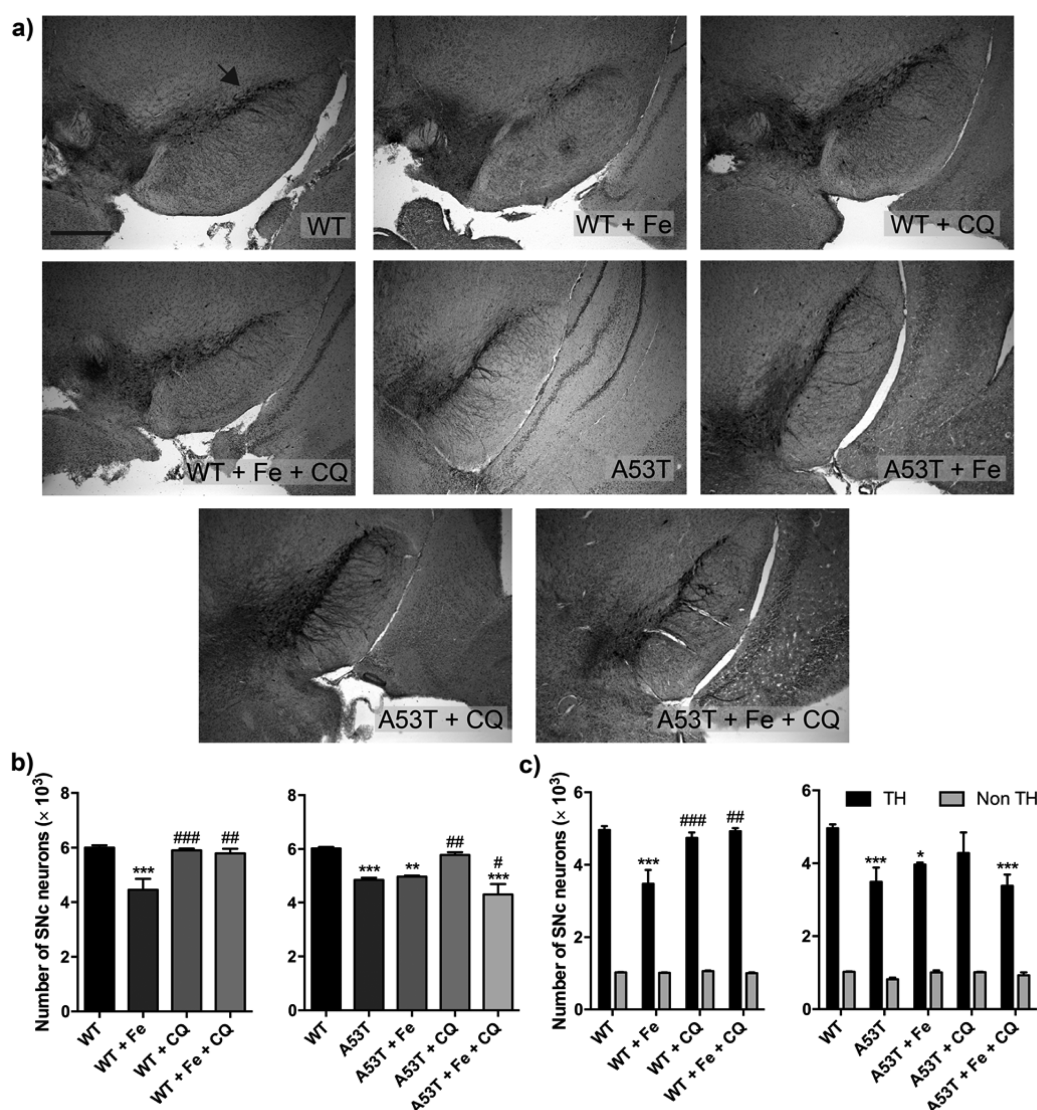 a)
WT
WT + Fe
WT + CQ
WT + Fe + CQ
A53T
A53T + Fe
A53T + CQ
A53T + Fe + CQ
b)
Number of SNc neurons (× 10³)
8
6
4
2
0
***
###
##
WT
WT + Fe
WT + CQ
WT + Fe + CQ
8
6
4
2
0
***
**
##
#
***
WT
A53T
A53T + Fe
A53T + CQ
A53T + Fe + CQ
c)
Number of SNc neurons (× 10³)
6
4
2
0
***
###
##
WT
WT + Fe
WT + CQ
WT + Fe + CQ
TH
Non TH
6
4
2
0
***
*
***
WT
A53T
A53T + Fe
A53T + CQ
A53T + Fe + CQ